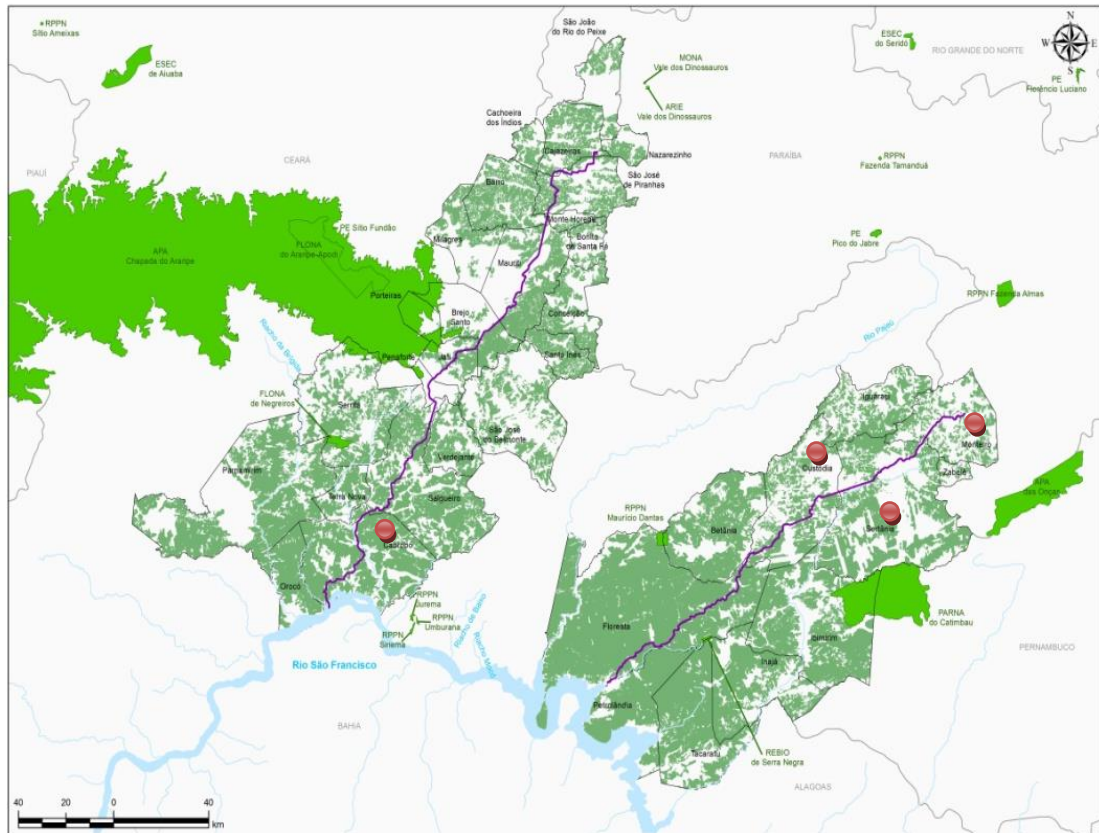 RPPN
Sítio Ameixas
ESEC
de Aiuaba
São João
do Rio do Peixe
MONA
Vale dos Dinossauros
ARIE
Vale dos Dinossauros
ESEC
do Seridó
RIO GRANDE DO NORTE
N
W
E
S
PE
Florêncio Luciano
Cachoeira
dos Índios
Cajazeiras
Nazarezinho
São José
de Piranhas
PARAÍBA
RPPN
Fazenda Tamanduá
PIAUÍ
CEARÁ
Barro
Monte Horebe
Bonito
de Santa Fé
PE Sítio Fundão
FLONA
do Araripe-Apodi
APA
Chapada do Araripe
Milagres
Mauriti
PE
Pico do Jabre
Porteiras
Brejo
Santo
Conceição
RPPN Fazenda Almas
Rio Pajeú
Riacho da Brígida
Penaforte
Jati
Santa Inês
FLONA
de Negreiros
Serrita
São José
do Belmonte
Iguaraci
Monteiro
Parnamirim
Verdejante
Custódia
Zabelê
APA
das Onças
Terra Nova
Salgueiro
RPPN
Maurício Dantas
Betânia
Sertânia
Cabrobó
Orocó
RPPN
Jurema
RPPN
Umburana
RPPN
Siriema
Floresta
PARNA
do Catimbau
Ibimirim
Inajá
PERNAMBUCO
Rio São Francisco
Petrolândia
BAHIA
Tacaratu
REBIO
de Serra Negra
ALAGOAS
40 20 0 40
km